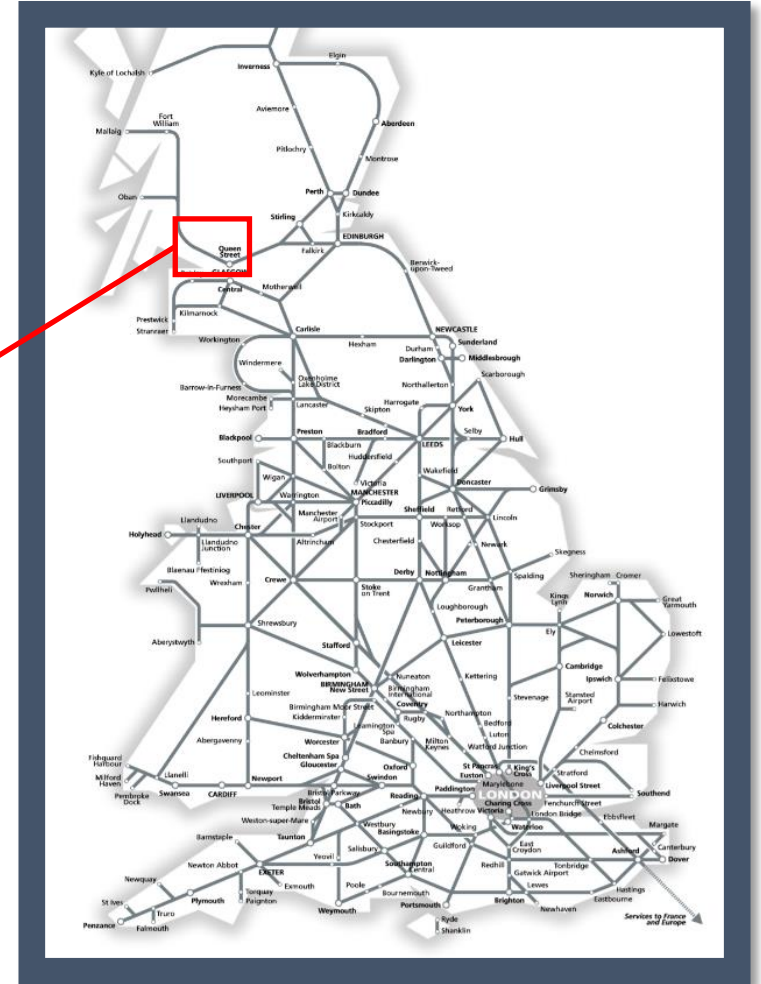 Kyle of Lochalsh
Inverness
Elgin
Aviemore
Fort
William
Mallaig
Aberdeen
Pitlochry
Montrose
Oban
Perth
Dundee
Stirling
Kirkcaldy
Queen
Street
EDINBURGH
Falkirk
GLASGOW
Central
Motherwell
Berwick-
upon-Tweed
Prestwick
Kilmarnock
Stranraer
Carlisle
NEWCASTLE
Workington
Hexham
Durham
Sunderland
Darlington
Middlesbrough
Windermere
Oxenholme
Lake District
Northallerton
Scarborough
Barrow-in-Furness
Morecambe
Heysham Port
Lancaster
Skipton
Harrogate
York
Blackpool
Preston
Bradford
LEEDS
Selby
Hull
Blackburn
Huddersfield
Southport
Bolton
Wakefield
Wigan
Victoria
Doncaster
MANCHESTER
Piccadilly
LIVERPOOL
Warrington
Grimsby
Manchester
Airport
Stockport
Sheffield
Retford
Worksop
Lincoln
Llandudno
Holyhead
Chester
Llandudno
Junction
Altrincham
Chesterfield
Newark
Skegness
Blaenau Ffestiniog
Wrexham
Crewe
Stoke
on Trent
Derby
Nottingham
Grantham
Spalding
Sheringham
Cromer
Pwllheli
Loughborough
Kings
Lynn
Norwich
Great
Yarmouth
Aberystwyth
Shrewsbury
Stafford
Leicester
Peterborough
Ely
Lowestoft
Wolverhampton
BIRMINGHAM
New Street
Nuneaton
Birmingham
International
Kettering
Cambridge
Ipswich
Felixstowe
Leominster
Birmingham Moor Street
Kidderminster
Coventry
Rugby
Northampton
Stevenage
Stansted
Airport
Harwich
Hereford
Leamington
Spa
Bedford
Colchester
Abergavenny
Worcester
Banbury
Milton
Keynes
Luton
Watford Junction
Chelmsford
Fishguard
Harbour
Cheltenham Spa
Gloucester
Oxford
St Pancras
Euston
King's
Cross
Stratford
Milford
Haven
Llanelli
Pembroke
Dock
Swansea
CARDIFF
Newport
Swindon
Marylebone
Liverpool Street
Bristol Parkway
Bristol
Temple Meads
Bath
Reading
Paddington
LONDON
Southend
Charing Cross
Fenchurch Street
Newbury
Heathrow
Victoria
London Bridge
Ebbsfleet
Weston-super-Mare
Westbury
Basingstoke
Woking
Waterloo
Margate
Barnstaple
Taunton
Salisbury
Guildford
East
Croydon
Ashford
Canterbury
Dover
Newton Abbot
Yeovil
Southampton
Central
Redhill
Gatwick Airport
Tonbridge
Newquay
EXETER
Exmouth
Poole
Bournemouth
Lewes
Hastings
Eastbourne
St Ives
Plymouth
Torquay
Paignton
Weymouth
Portsmouth
Brighton
Newhaven
Truro
Penzance
Falmouth
Ryde
Shanklin
Services to France
and Europe